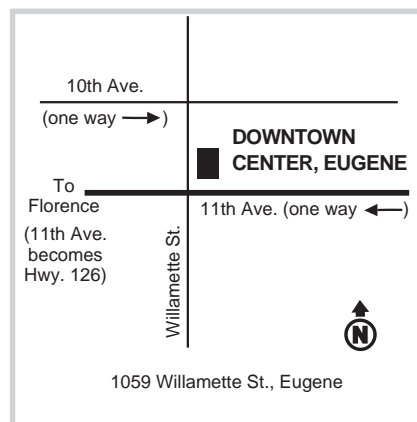 10th Ave.
(one way →)
DOWNTOWN
CENTER, EUGENE
To
Florence
(11th Ave.
becomes
Hwy. 126)
11th Ave. (one way ←)
Willamette St.
N
1059 Willamette St., Eugene